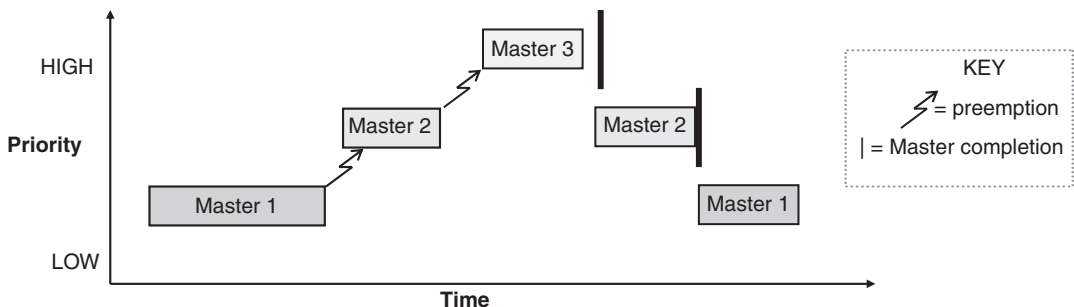 HIGH
Master 3
KEY
= preemption
Master 2
Master 2
Priority
| = Master completion
Master 1
Master 1
LOW
Time